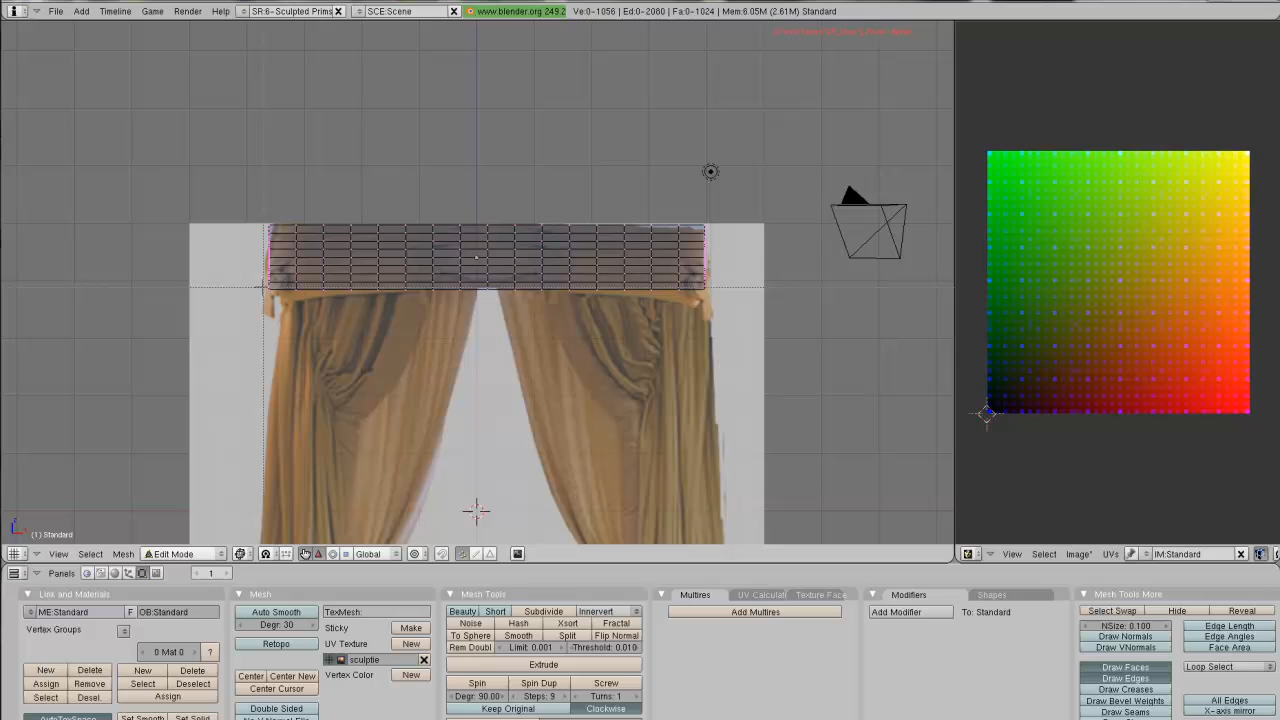 File Add Timeline Game Render Help SR:6-Sculpted Prims SCE:Scene www.blender.org 249.2 Ve:0-1056 | Ed:0-2080 | Fa:0-1024 | Mem:6.05M (2.61M) Standard
(1) Standard
View Select Mesh Edit Mode Global View Select Image* UVs IM:Standard
Panels 1
Link and Materials Mesh Mesh Tools Multires UV Calculati Texture Face Modifiers Shapes Mesh Tools More
ME:Standard F OB:Standard Auto Smooth TexMesh: Beauty Short Subdivide Innervert Add Multires Add Modifier To: Standard Select Swap Hide Reveal
Vertex Groups Degr: 30 Sticky Make Noise Hash Xsort Fractal NSize: 0.100 Edge Length
To Sphere Smooth Split Flip Normal Draw Normals Edge Angles
0 Mat 0 ? Retopo UV Texture New Rem Doubl Limit: 0.001 Threshold: 0.010 Draw VNormals Face Area
sculptie Extrude Draw Faces Loop Select
New Delete New Delete Center Center New Vertex Color New Draw Edges
Assign Remove Select Deselect Center Cursor Spin Spin Dup Screw Draw Creases
Select Desel. Assign Degr: 90.00 Steps: 9 Turns: 1 Draw Bevel Weights All Edges
Double Sided Keep Original Clockwise Draw Seams X-axis mirror
AutoTexSpace Set Smooth Set Solid No V.Normal Flip